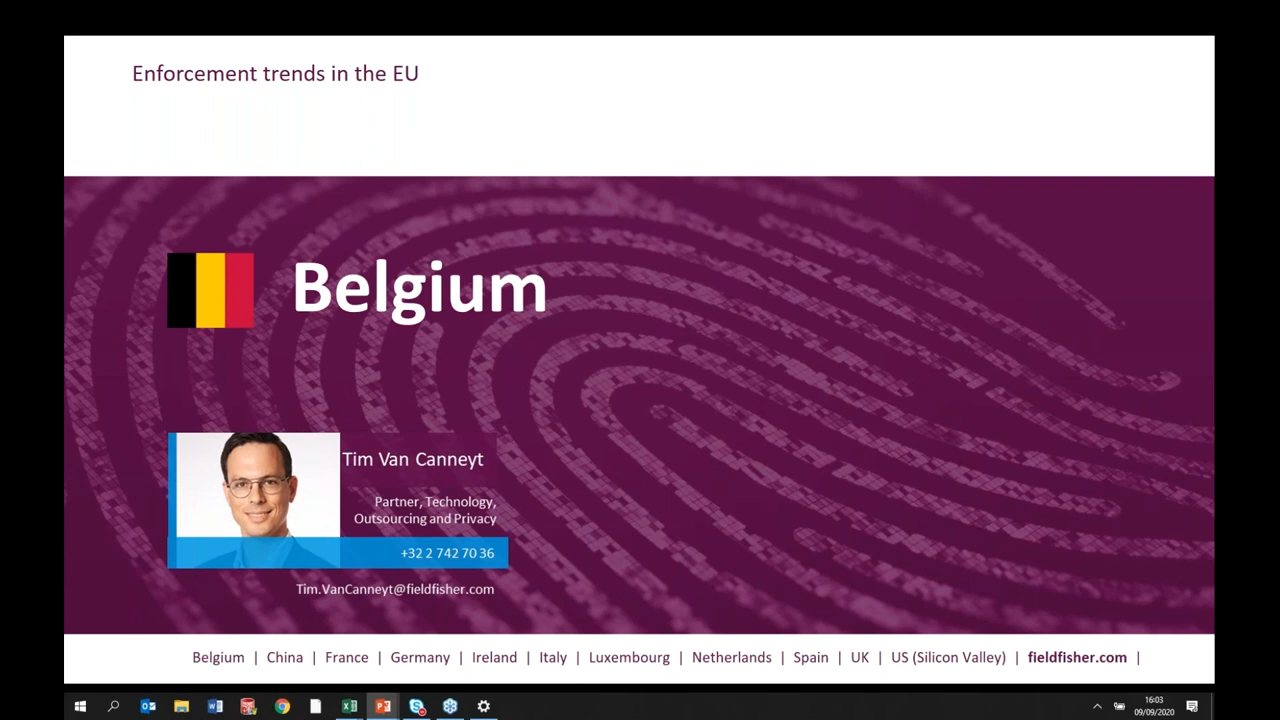 Enforcement trends in the EU
Belgium
Tim Van Canneyt
Partner, Technology,
Outsourcing and Privacy
+32 2 742 70 36
Tim.VanCanneyt@fieldfisher.com
Belgium | China | France | Germany | Ireland | Italy | Luxembourg | Netherlands | Spain | UK | US (Silicon Valley) | fieldfisher.com |
16:03
09/09/2020